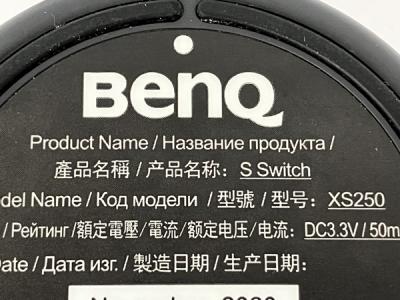 BenQ
Product Name / Название продукта /
產品名稱 / 产品名称: S Switch
Name / Код модели / 型號 / 型号: XS250
/ Рейтинг / 額定電壓 / 電流 / 额定电压 / 电流: DC3.3V / 50m
/ Дата изг. / 製造日期 / 生产日期: